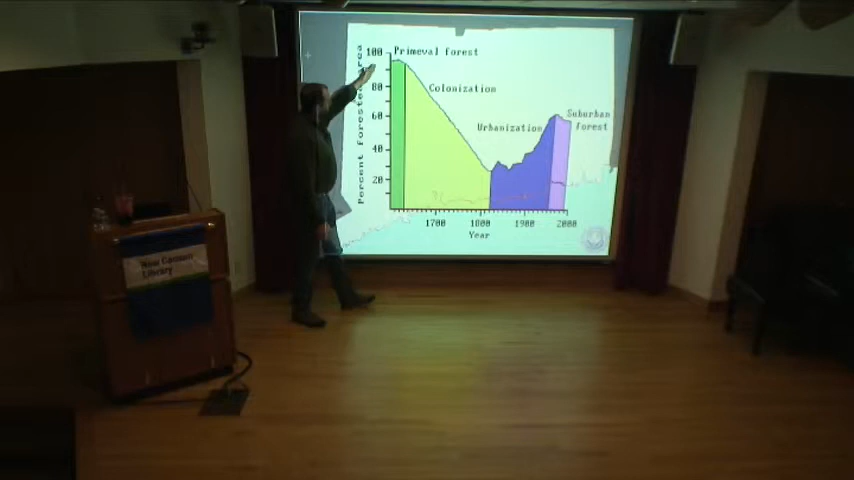 Percent forested area
100
80
60
40
20
Primeval forest
Colonization
Urbanization
Suburban
forest
1700 1800 1900 2000
Year
New Canaan
Library